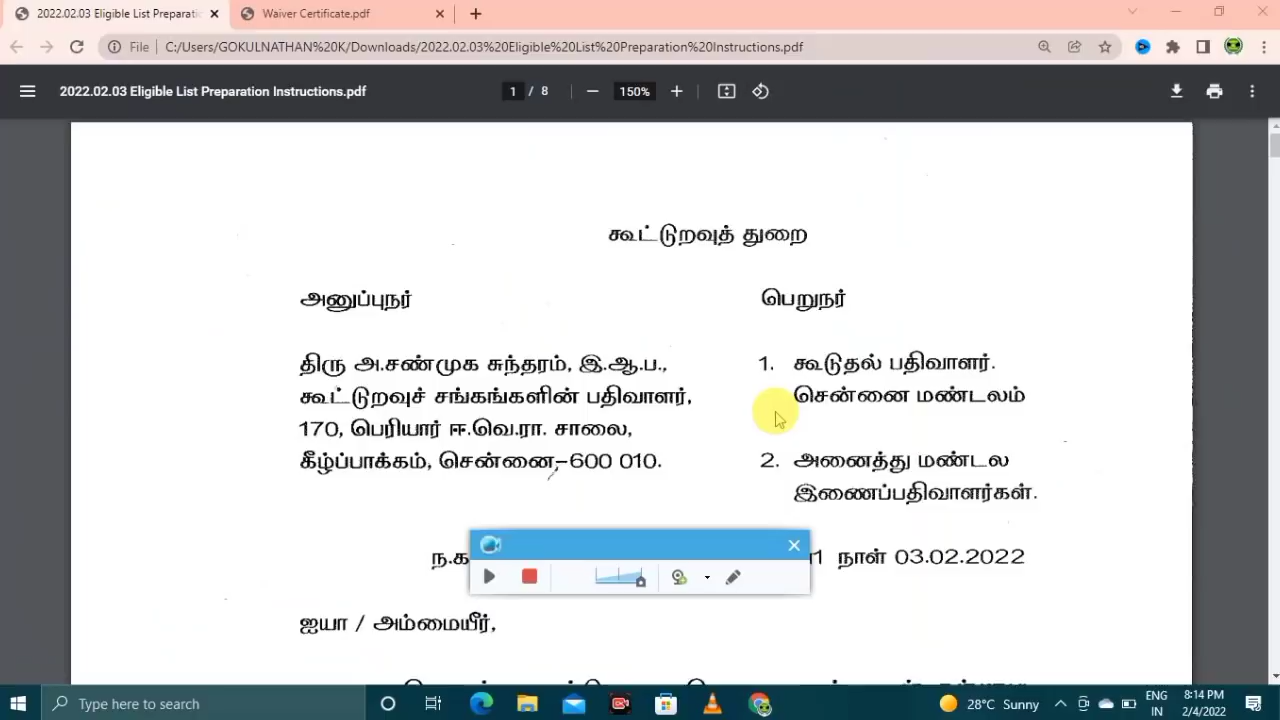 2022.02.03 Eligible List Preparati
Waiver Certificate.pdf
File
C:/Users/GOKULNATHAN%20K/Downloads/2022.02.03%20Eligible%20List%20Preparation%20Instructions.pdf
2022.02.03 Eligible List Preparation Instructions.pdf
1 / 8
150%
கூட்டுறவுத் துறை
அனுப்புநர்
பெறுநர்
திரு அ.சண்முக சுந்தரம், இ.ஆ.ப.,
கூட்டுறவுச் சங்கங்களின் பதிவாளர்,
170, பெரியார் ஈ.வெ.ரா. சாலை,
கீழ்ப்பாக்கம், சென்னை,-600 010.
1. கூடுதல் பதிவாளர்.
சென்னை மண்டலம்
2. அனைத்து மண்டல
இணைப்பதிவாளர்கள்.
ந.க
1 நாள் 03.02.2022
ஐயா / அம்மையீர்,
Type here to search
28°C Sunny
ENG
IN
8:14 PM
2/4/2022